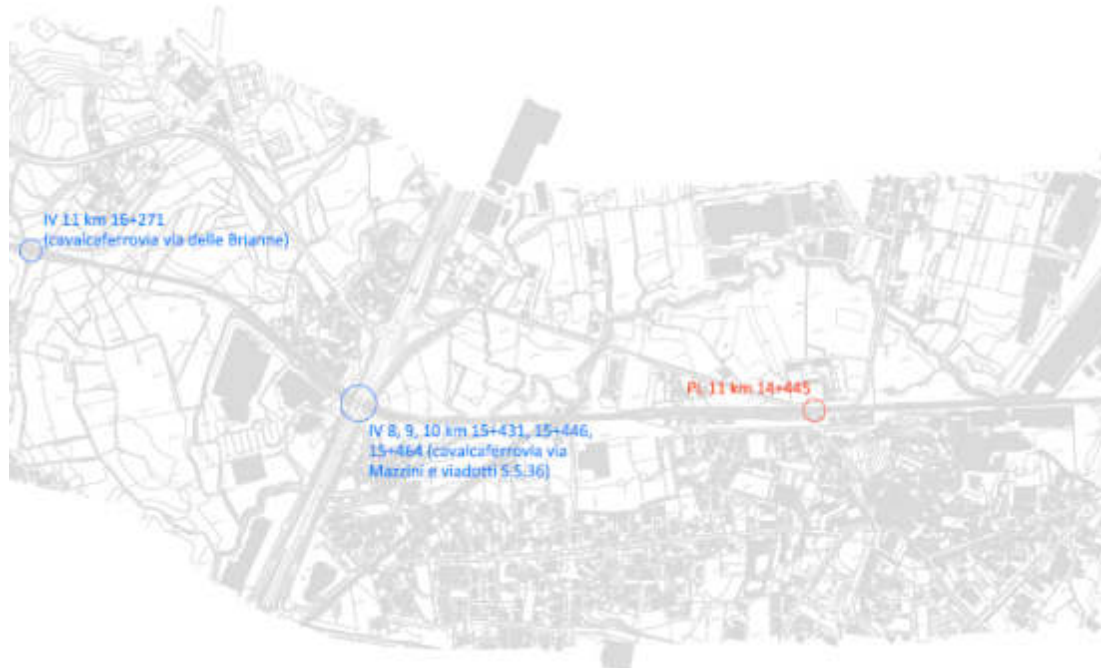 IV 11 km 16+271
(cavalcaferrovia via delle Brianne)
PL 11 km 14+445
IV 8, 9, 10 km 15+431, 15+446,
15+464 (cavalcaferrovia via
Mazzini e viadotti S.S.36)